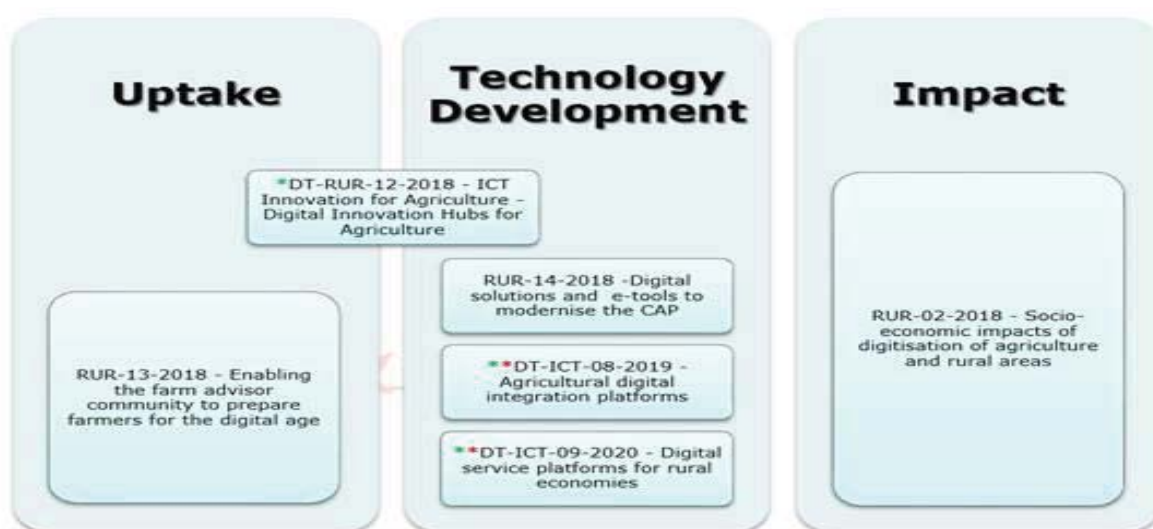 Uptake
Technology
Development
Impact
*DT-RUR-12-2018 - ICT
Innovation for Agriculture -
Digital Innovation Hubs for
Agriculture
RUR-13-2018 - Enabling
the farm advisor
community to prepare
farmers for the digital age
RUR-14-2018 -Digital
solutions and e-tools to
modernise the CAP
**DT-ICT-08-2019 -
Agricultural digital
integration platforms
**DT-ICT-09-2020 - Digital
service platforms for rural
economies
RUR-02-2018 - Socio-
economic impacts of
digitisation of agriculture
and rural areas